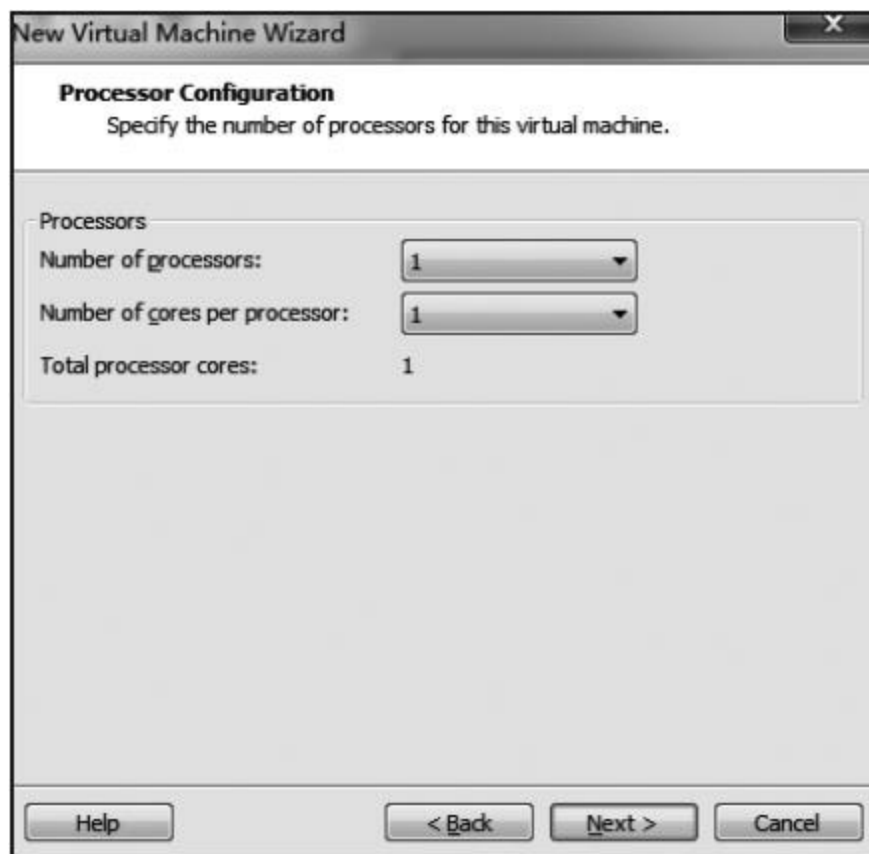 New Virtual Machine Wizard
Processor Configuration
Specify the number of processors for this virtual machine.
Processors
Number of processors: 1
Number of cores per processor: 1
Total processor cores: 1
Help < Back Next > Cancel